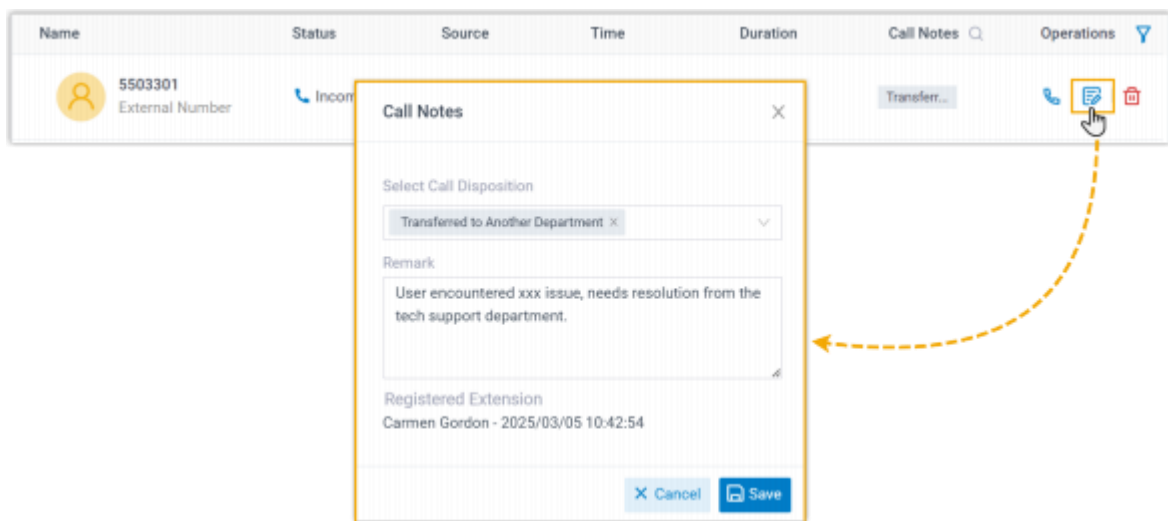 Name Status Source Time Duration Call Notes Operations
5503301
External Number
Incom
Transferr...
Call Notes
Select Call Disposition
Transferred to Another Department
Remark
User encountered xxx issue, needs resolution from the
tech support department.
Registered Extension
Carmen Gordon - 2025/03/05 10:42:54
Cancel Save